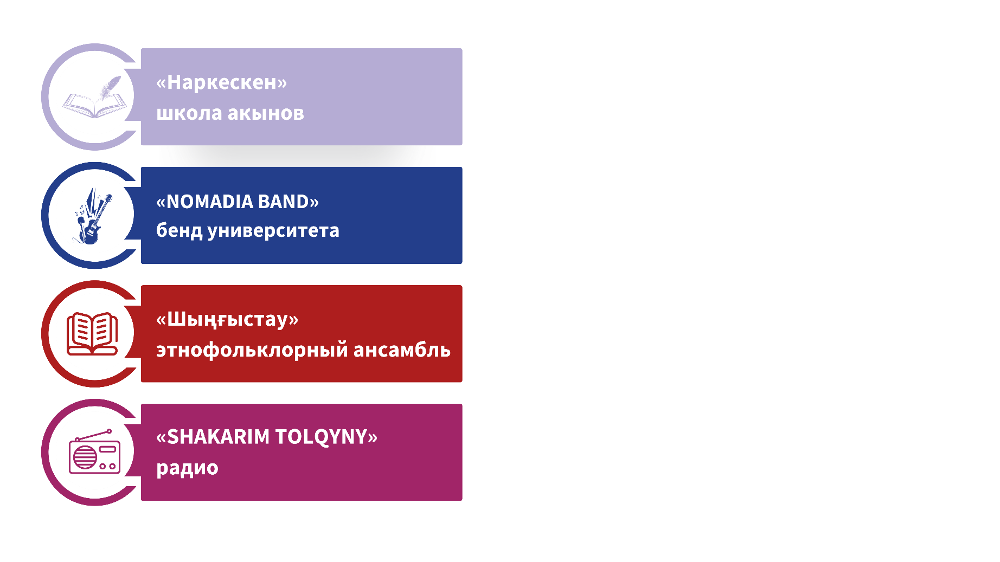 «Наркескен»
школа акынов
«NOMADIA BAND»
бенд университета
«Шыңғыстау»
этнофольклорный ансамбль
«SHAKARIM TOLQYNY»
радио